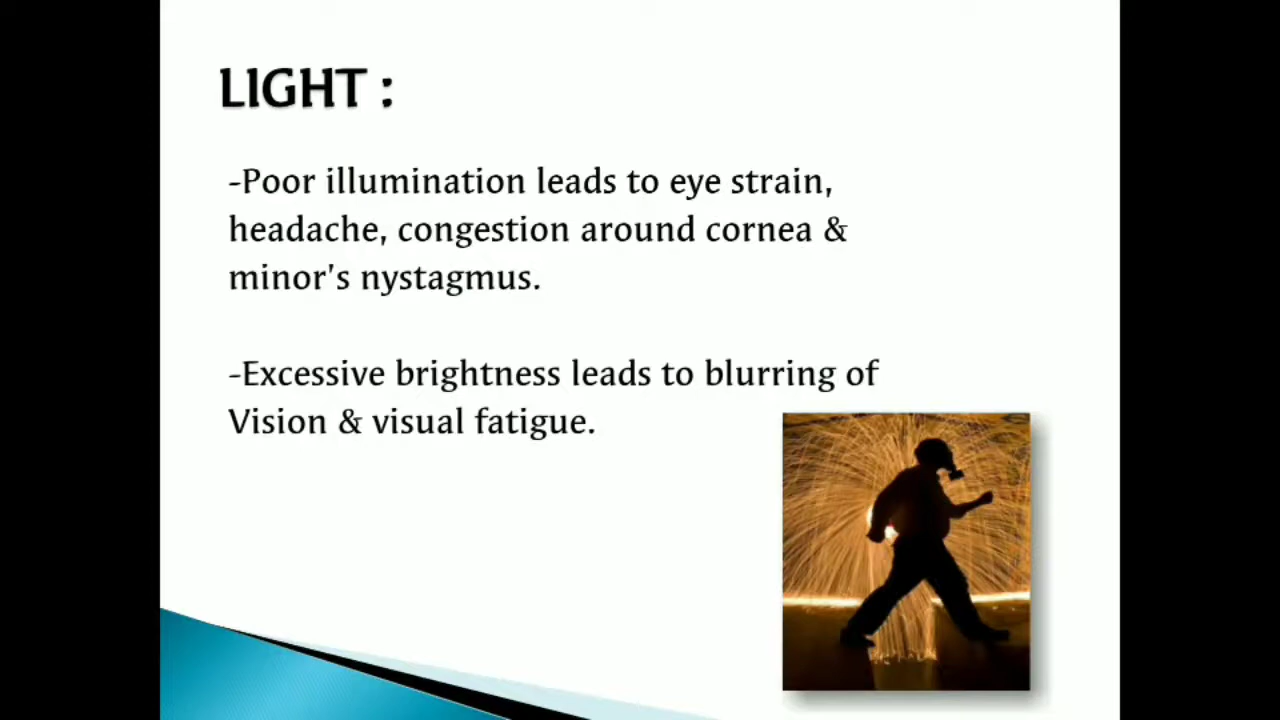 LIGHT :
-Poor illumination leads to eye strain,
headache, congestion around cornea &
minor's nystagmus.
-Excessive brightness leads to blurring of
Vision & visual fatigue.